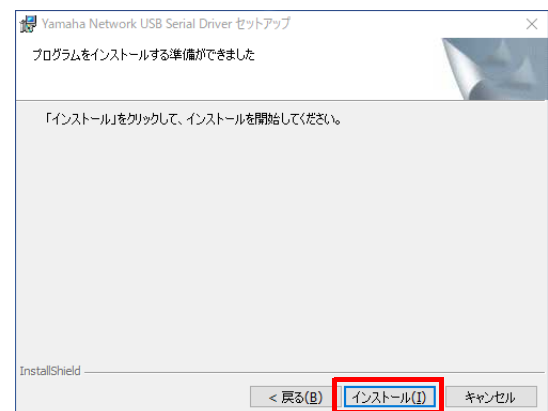 Yamaha Network USB Serial Driver セットアップ
プログラムをインストールする準備ができました
「インストール」をクリックして、インストールを開始してください。
InstallShield
< 戻る(B) インストール(I) キャンセル